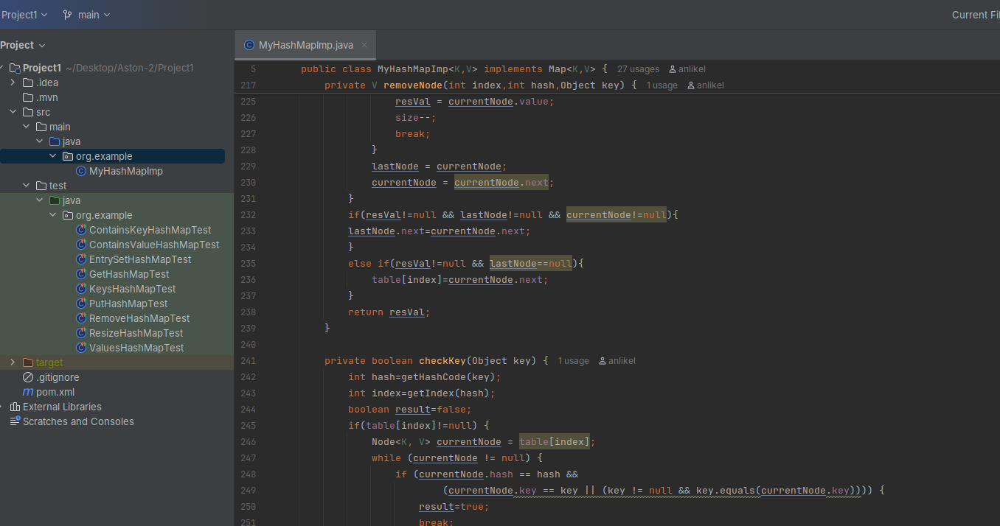 Project1 main Current Fil
Project
MyHashMapImp.java
Project1 ~/Desktop/Aston-2/Project1
.idea
.mvn
src
main
java
org.example
MyHashMapImp
test
java
org.example
ContainsKeyHashMapTest
ContainsValueHashMapTest
EntrySetHashMapTest
GetHashMapTest
KeysHashMapTest
PutHashMapTest
RemoveHashMapTest
ResizeHashMapTest
ValuesHashMapTest
target
.gitignore
pom.xml
External Libraries
Scratches and Consoles
5 public class MyHashMapImp<K,V> implements Map<K,V> { 27 usages anlikel
217 private V removeNode(int index,int hash,Object key) { 1 usage anlikel
225 resVal = currentNode.value;
226 size--;
227 break;
228 }
229 lastNode = currentNode;
230 currentNode = currentNode.next;
231 }
232 if(resVal!=null && lastNode!=null && currentNode!=null){
233 lastNode.next=currentNode.next;
234 }
235 else if(resVal!=null && lastNode==null){
236 table[index]=currentNode.next;
237 }
238 return resVal;
239 }
240
241 private boolean checkKey(Object key) { 1 usage anlikel
242 int hash=getHashCode(key);
243 int index=getIndex(hash);
244 boolean result=false;
245 if(table[index]!=null) {
246 Node<K, V> currentNode = table[index];
247 while (currentNode != null) {
248 if (currentNode.hash == hash &&
249 (currentNode.key == key || (key != null && key.equals(currentNode.key)))) {
250 result=true;
251 break;